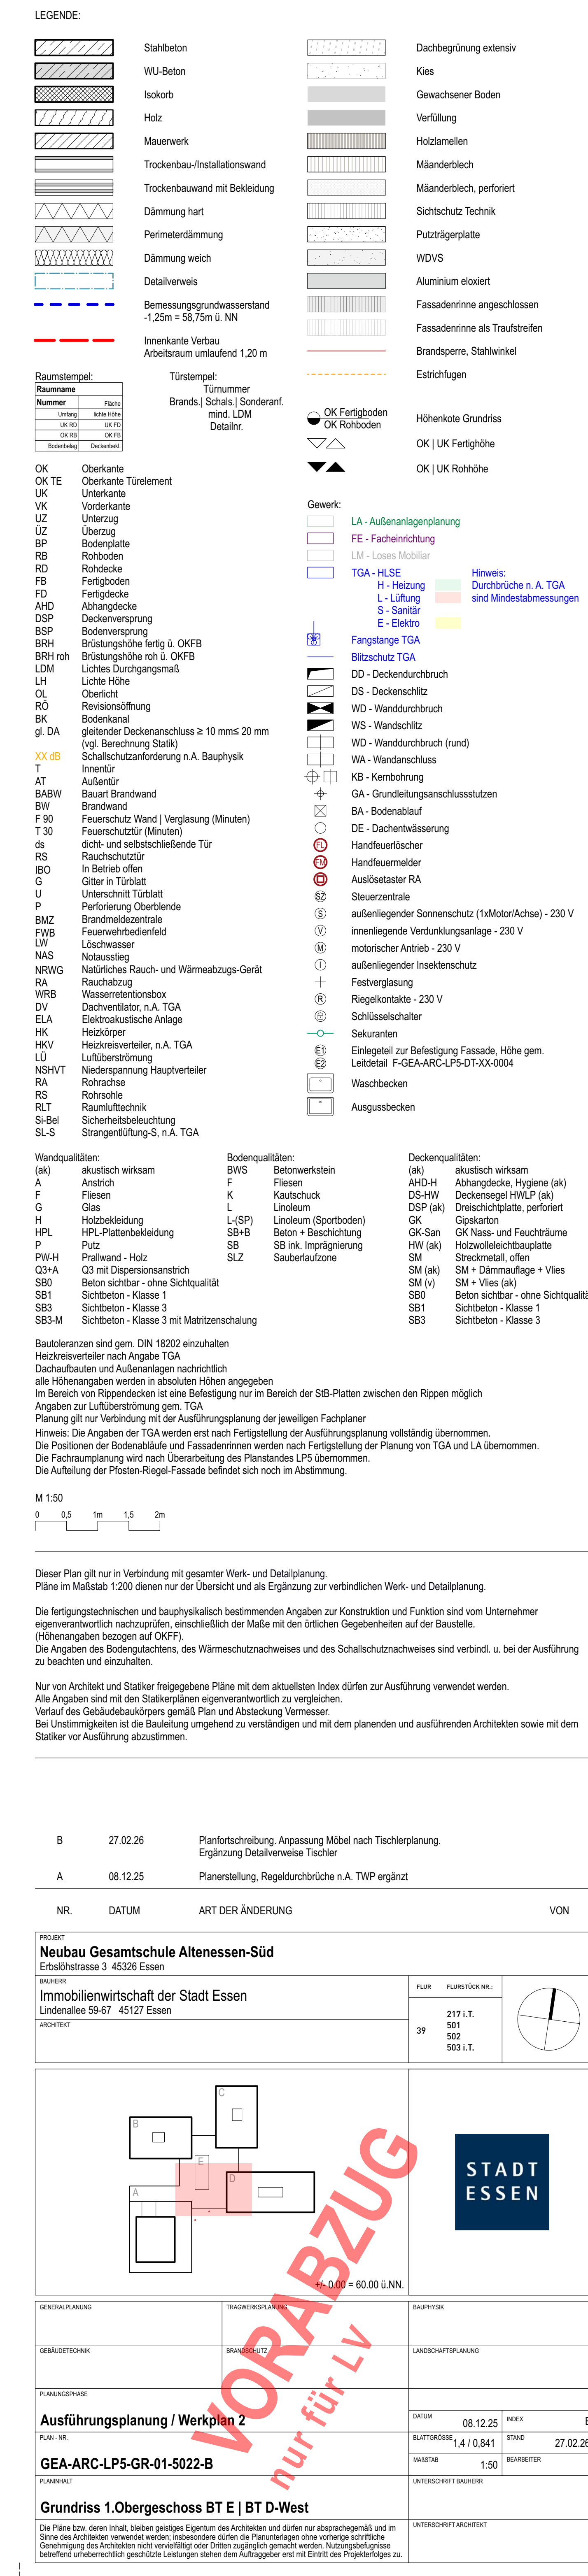 LEGENDE:
Stahlbeton
WU-Beton
Isokorb
Holz
Mauerwerk
Trockenbau-/Installationswand
Trockenbauwand mit Bekleidung
Dämmung hart
Perimeterdämmung
Dämmung weich
Detailverweis
Bemessungsgrundwasserstand
-1,25m = 58,75m ü. NN
Innenkante Verbau
Arbeitsraum umlaufend 1,20 m
Dachbegrünung extensiv
Kies
Gewachsener Boden
Verfüllung
Holzlamellen
Mäanderblech
Mäanderblech, perforiert
Sichtschutz Technik
Putzträgerplatte
WDVS
Aluminium eloxiert
Fassadenrinne angeschlossen
Fassadenrinne als Traufstreifen
Brandsperre, Stahlwinkel
Estrichfugen
Raumstempel:
Raumname
Nummer Fläche
Umfang lichte Höhe
UK RD UK FD
OK RB OK FB
Bodenbelag Deckenbekl.
Türstempel:
Türnummer
Brands.| Schals.| Sonderanf.
mind. LDM
Detailnr.
OK Fertigboden
OK Rohboden
Höhenkote Grundriss
OK | UK Fertighöhe
OK | UK Rohhöhe
OK Oberkante
OK TE Oberkante Türelement
UK Unterkante
VK Vorderkante
UZ Unterzug
ÜZ Überzug
BP Bodenplatte
RB Rohboden
RD Rohdecke
FB Fertigboden
FD Fertigdecke
AHD Abhangdecke
DSP Deckenversprung
BSP Bodenversprung
BRH Brüstungshöhe fertig ü. OKFB
BRH roh Brüstungshöhe roh ü. OKFB
LDM Lichtes Durchgangsmaß
LH Lichte Höhe
OL Oberlicht
RÖ Revisionsöffnung
BK Bodenkanal
gl. DA gleitender Deckenanschluss ≥ 10 mm≤ 20 mm
(vgl. Berechnung Statik)
XX dB Schallschutzanforderung n.A. Bauphysik
T Innentür
AT Außentür
BABW Bauart Brandwand
BW Brandwand
F 90 Feuerschutz Wand | Verglasung (Minuten)
T 30 Feuerschutztür (Minuten)
ds dicht- und selbstschließende Tür
RS Rauchschutztür
IBO In Betrieb offen
G Gitter in Türblatt
U Unterschnitt Türblatt
P Perforierung Oberblende
BMZ Brandmeldezentrale
FWB Feuerwehrbedienfeld
LW Löschwasser
NAS Notausstieg
NRWG Natürliches Rauch- und Wärmeabzugs-Gerät
RA Rauchabzug
WRB Wasserretentionsbox
DV Dachventilator, n.A. TGA
ELA Elektroakustische Anlage
HK Heizkörper
HKV Heizkreisverteiler, n.A. TGA
LÜ Luftüberströmung
NSHVT Niederspannung Hauptverteiler
RA Rohrachse
RS Rohrsohle
RLT Raumlufttechnik
Si-Bel Sicherheitsbeleuchtung
SL-S Strangentlüftung-S, n.A. TGA
Gewerk:
LA - Außenanlagenplanung
FE - Facheinrichtung
LM - Loses Mobiliar
TGA - HLSE
H - Heizung
L - Lüftung
S - Sanitär
E - Elektro
Hinweis:
Durchbrüche n. A. TGA
sind Mindestabmessungen
Fangstange TGA
Blitzschutz TGA
DD - Deckendurchbruch
DS - Deckenschlitz
WD - Wanddurchbruch
WS - Wandschlitz
WD - Wanddurchbruch (rund)
WA - Wandanschluss
KB - Kernbohrung
GA - Grundleitungsanschlussstutzen
BA - Bodenablauf
DE - Dachentwässerung
FL Handfeuerlöscher
FM Handfeuermelder
Auslösetaster RA
SZ Steuerzentrale
S außenliegender Sonnenschutz (1xMotor/Achse) - 230 V
V innenliegende Verdunklungsanlage - 230 V
M motorischer Antrieb - 230 V
I außenliegender Insektenschutz
Festverglasung
R Riegelkontakte - 230 V
Schlüsselschalter
Sekuranten
E1 Einlegeteil zur Befestigung Fassade, Höhe gem.
E2 Leitdetail F-GEA-ARC-LP5-DT-XX-0004
Waschbecken
Ausgussbecken
Wandqualitäten:
(ak) akustisch wirksam
A Anstrich
F Fliesen
G Glas
H Holzbekleidung
HPL HPL-Plattenbekleidung
P Putz
PW-H Prallwand - Holz
Q3+A Q3 mit Dispersionsanstrich
SB0 Beton sichtbar - ohne Sichtqualität
SB1 Sichtbeton - Klasse 1
SB3 Sichtbeton - Klasse 3
SB3-M Sichtbeton - Klasse 3 mit Matritzenschalung
Bodenqualitäten:
BWS Betonwerkstein
F Fliesen
K Kautschuck
L Linoleum
L-(SP) Linoleum (Sportboden)
SB+B Beton + Beschichtung
SB SB ink. Imprägnierung
SLZ Sauberlaufzone
Deckenqualitäten:
(ak) akustisch wirksam
AHD-H Abhangdecke, Hygiene (ak)
DS-HW Deckensegel HWLP (ak)
DSP (ak) Dreischichtplatte, perforiert
GK Gipskarton
GK-San GK Nass- und Feuchträume
HW (ak) Holzwolleleichtbauplatte
SM Streckmetall, offen
SM (ak) SM + Dämmauflage + Vlies
SM (v) SM + Vlies (ak)
SB0 Beton sichtbar - ohne Sichtqualitä
SB1 Sichtbeton - Klasse 1
SB3 Sichtbeton - Klasse 3
Bautoleranzen sind gem. DIN 18202 einzuhalten
Heizkreisverteiler nach Angabe TGA
Dachaufbauten und Außenanlagen nachrichtlich
alle Höhenangaben werden in absoluten Höhen angegeben
Im Bereich von Rippendecken ist eine Befestigung nur im Bereich der StB-Platten zwischen den Rippen möglich
Angaben zur Luftüberströmung gem. TGA
Planung gilt nur Verbindung mit der Ausführungsplanung der jeweiligen Fachplaner
Hinweis: Die Angaben der TGA werden erst nach Fertigstellung der Ausführungsplanung vollständig übernommen.
Die Positionen der Bodenabläufe und Fassadenrinnen werden nach Fertigstellung der Planung von TGA und LA übernommen.
Die Fachraumplanung wird nach Überarbeitung des Planstandes LP5 übernommen.
Die Aufteilung der Pfosten-Riegel-Fassade befindet sich noch im Abstimmung.
M 1:50
0 0,5 1m 1,5 2m
Dieser Plan gilt nur in Verbindung mit gesamter Werk- und Detailplanung.
Pläne im Maßstab 1:200 dienen nur der Übersicht und als Ergänzung zur verbindlichen Werk- und Detailplanung.
Die fertigungstechnischen und bauphysikalisch bestimmenden Angaben zur Konstruktion und Funktion sind vom Unternehmer
eigenverantwortlich nachzuprüfen, einschließlich der Maße mit den örtlichen Gegebenheiten auf der Baustelle.
(Höhenangaben bezogen auf OKFF).
Die Angaben des Bodengutachtens, des Wärmeschutznachweises und des Schallschutznachweises sind verbindl. u. bei der Ausführung
zu beachten und einzuhalten.
Nur von Architekt und Statiker freigegebene Pläne mit dem aktuellsten Index dürfen zur Ausführung verwendet werden.
Alle Angaben sind mit den Statikerplänen eigenverantwortlich zu vergleichen.
Verlauf des Gebäudebaukörpers gemäß Plan und Absteckung Vermesser.
Bei Unstimmigkeiten ist die Bauleitung umgehend zu verständigen und mit dem planenden und ausführenden Architekten sowie mit dem
Statiker vor Ausführung abzustimmen.
B 27.02.26 Planfortschreibung. Anpassung Möbel nach Tischlerplanung.
Ergänzung Detailverweise Tischler
A 08.12.25 Planerstellung, Regeldurchbrüche n.A. TWP ergänzt
NR. DATUM ART DER ÄNDERUNG VON
PROJEKT
Neubau Gesamtschule Altenessen-Süd
Erbslöhstrasse 3 45326 Essen
BAUHERR
Immobilienwirtschaft der Stadt Essen
Lindenallee 59-67 45127 Essen
ARCHITEKT
FLUR FLURSTÜCK NR.:
39
217 i.T.
501
502
503 i.T.
C
B
E
D
A
+/- 0.00 = 60.00 ü.NN.
STADT
ESSEN
VORABZUG
nur für LV
GENERALPLANUNG TRAGWERKSPLANUNG BAUPHYSIK
GEBÄUDETECHNIK BRANDSCHUTZ LANDSCHAFTSPLANUNG
PLANUNGSPHASE
Ausführungsplanung / Werkplan 2
DATUM 08.12.25 INDEX
PLAN - NR.
GEA-ARC-LP5-GR-01-5022-B
BLATTGRÖSSE 1,4 / 0,841 STAND 27.02.26
MAßSTAB 1:50 BEARBEITER
PLANINHALT
Grundriss 1.Obergeschoss BT E | BT D-West
UNTERSCHRIFT BAUHERR
UNTERSCHRIFT ARCHITEKT
Die Pläne bzw. deren Inhalt, bleiben geistiges Eigentum des Architekten und dürfen nur absprachegemäß und im
Sinne des Architekten verwendet werden; insbesondere dürfen die Planunterlagen ohne vorherige schriftliche
Genehmigung des Architekten nicht vervielfältigt oder Dritten zugänglich gemacht werden. Nutzungsbefugnisse
betreffend urheberrechtlich geschützte Leistungen stehen dem Auftraggeber erst mit Eintritt des Projekterfolges zu.